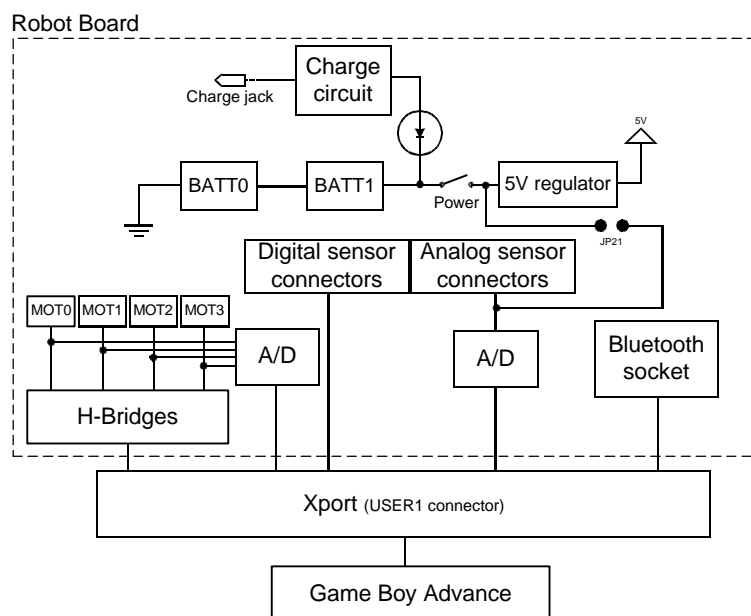 Robot Board
Charge
circuit
Charge jack
5V
BATT0
BATT1
Power
5V regulator
JP21
Digital sensor
connectors
Analog sensor
connectors
MOT0
MOT1
MOT2
MOT3
A/D
A/D
Bluetooth
socket
H-Bridges
Xport (USER1 connector)
Game Boy Advance